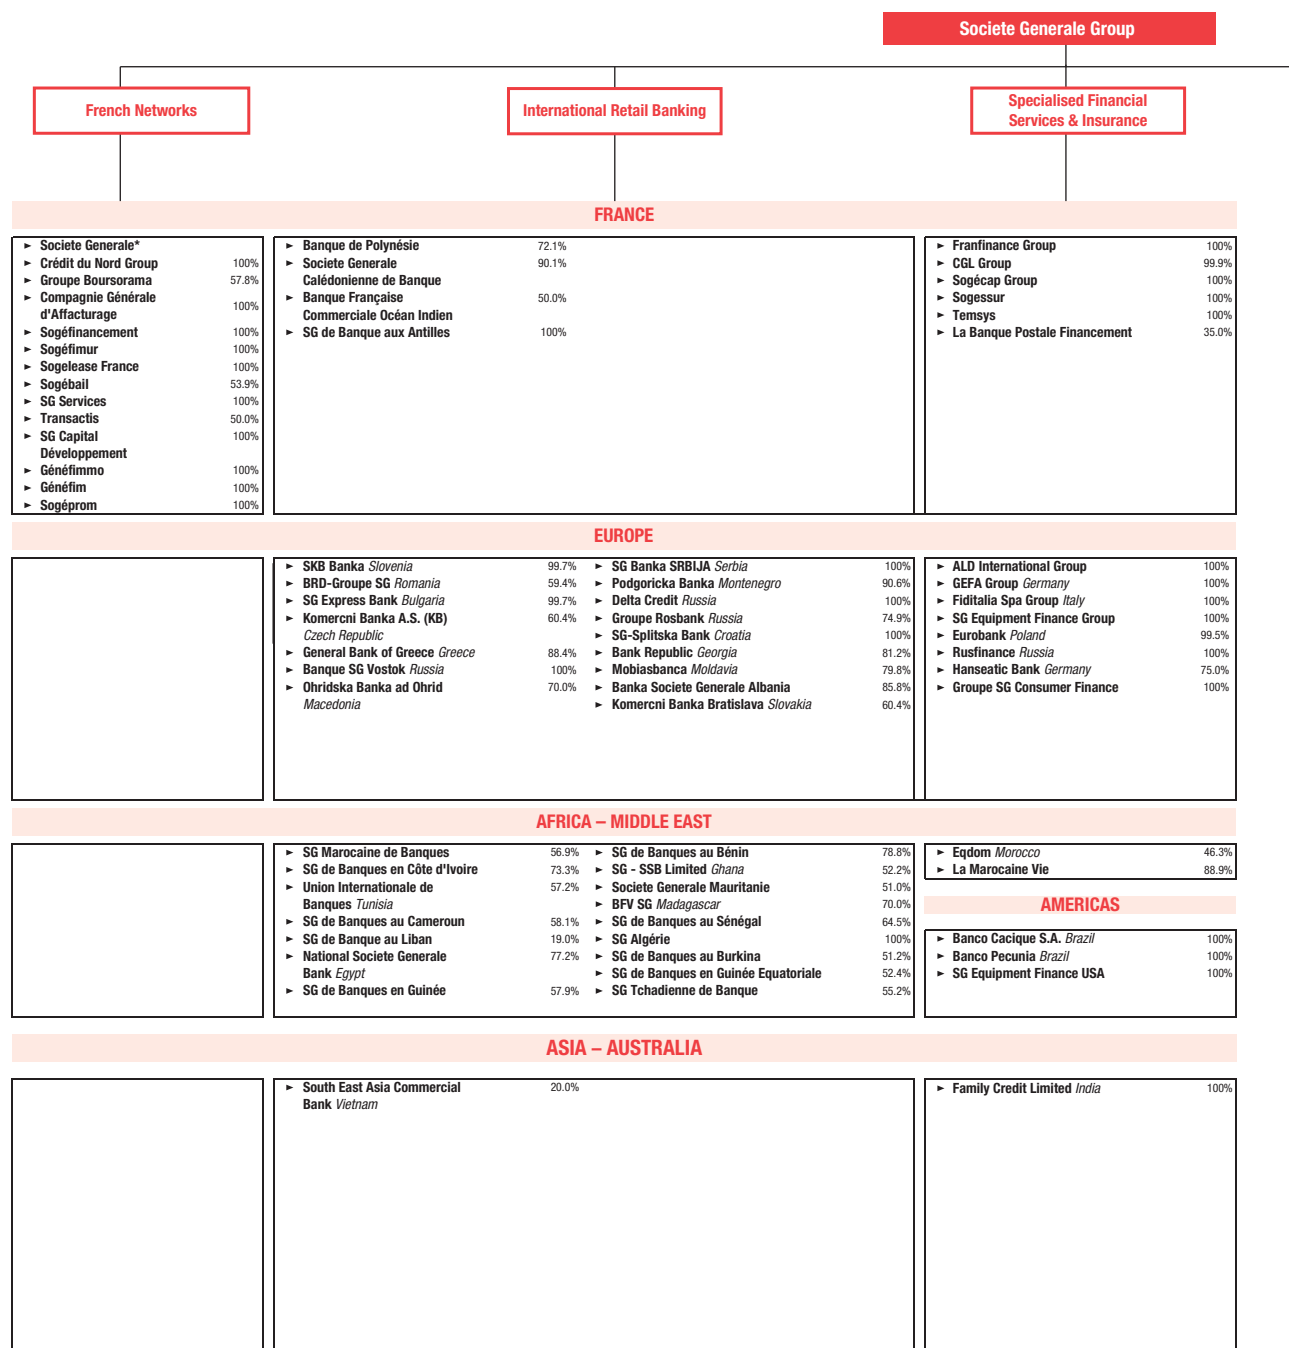 Societe Generale Group
French Networks
International Retail Banking
Specialised Financial
Services & Insurance
FRANCE
► Societe Generale*
► Crédit du Nord Group 100%
► Groupe Boursorama 57.8%
► Compagnie Générale
d'Affacturage 100%
► Sogéfinancement 100%
► Sogéfimur 100%
► Sogelease France 100%
► Sogébail 53.9%
► SG Services 100%
► Transactis 50.0%
► SG Capital 100%
Développement
► Généfimmo 100%
► Généfim 100%
► Sogéprom 100%
► Banque de Polynésie 72.1%
► Societe Generale 90.1%
Calédonienne de Banque
► Banque Française 50.0%
Commerciale Océan Indien
► SG de Banque aux Antilles 100%
► Franfinance Group 100%
► CGL Group 99.9%
► Sogécap Group 100%
► Sogessur 100%
► Temsys 100%
► La Banque Postale Financement 35.0%
EUROPE
► SKB Banka Slovenia 99.7%
► BRD-Groupe SG Romania 59.4%
► SG Express Bank Bulgaria 99.7%
► Komercni Banka A.S. (KB) 60.4%
Czech Republic
► General Bank of Greece Greece 88.4%
► Banque SG Vostok Russia 100%
► Ohridska Banka ad Ohrid 70.0%
Macedonia
► SG Banka SRBIJA Serbia 100%
► Podgoricka Banka Montenegro 90.6%
► Delta Credit Russia 100%
► Groupe Rosbank Russia 74.9%
► SG-Splitska Bank Croatia 100%
► Bank Republic Georgia 81.2%
► Mobiasbanca Moldavia 79.8%
► Banka Societe Generale Albania 85.8%
► Komercni Banka Bratislava Slovakia 60.4%
► ALD International Group 100%
► GEFA Group Germany 100%
► Fiditalia Spa Group Italy 100%
► SG Equipment Finance Group 100%
► Eurobank Poland 99.5%
► Rusfinance Russia 100%
► Hanseatic Bank Germany 75.0%
► Groupe SG Consumer Finance 100%
AFRICA – MIDDLE EAST
► SG Marocaine de Banques 56.9%
► SG de Banques en Côte d'Ivoire 73.3%
► Union Internationale de 57.2%
Banques Tunisia
► SG de Banques au Cameroun 58.1%
► SG de Banque au Liban 19.0%
► National Societe Generale 77.2%
Bank Egypt
► SG de Banques en Guinée 57.9%
► SG de Banques au Bénin 78.8%
► SG - SSB Limited Ghana 52.2%
► Societe Generale Mauritanie 51.0%
► BFV SG Madagascar 70.0%
► SG de Banques au Sénégal 64.5%
► SG Algérie 100%
► SG de Banques au Burkina 51.2%
► SG de Banques en Guinée Equatoriale 52.4%
► SG Tchadienne de Banque 55.2%
► Eqdom Morocco 46.3%
► La Marocaine Vie 88.9%
AMERICAS
► Banco Cacique S.A. Brazil 100%
► Banco Pecunia Brazil 100%
► SG Equipment Finance USA 100%
ASIA – AUSTRALIA
► South East Asia Commercial 20.0%
Bank Vietnam
► Family Credit Limited India 100%